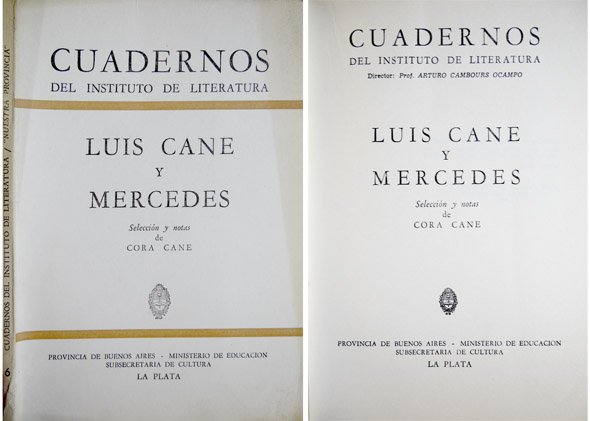 CUADERNOS DEL INSTITUTO DE LITERATURA / "NUESTRA PROVINCIA"
6
CUADERNOS
DEL INSTITUTO DE LITERATURA
LUIS CANE
Y
MERCEDES
Selección y notas
de
CORA CANE
PROVINCIA DE BUENOS AIRES - MINISTERIO DE EDUCACION
SUBSECRETARIA DE CULTURA
LA PLATA
CUADERNOS
DEL INSTITUTO DE LITERATURA
Director: Prof. ARTURO CAMBOURS OCAMPO
LUIS CANE
Y
MERCEDES
Selección y notas
de
CORA CANE
PROVINCIA DE BUENOS AIRES - MINISTERIO DE EDUCACION
SUBSECRETARIA DE CULTURA
LA PLATA